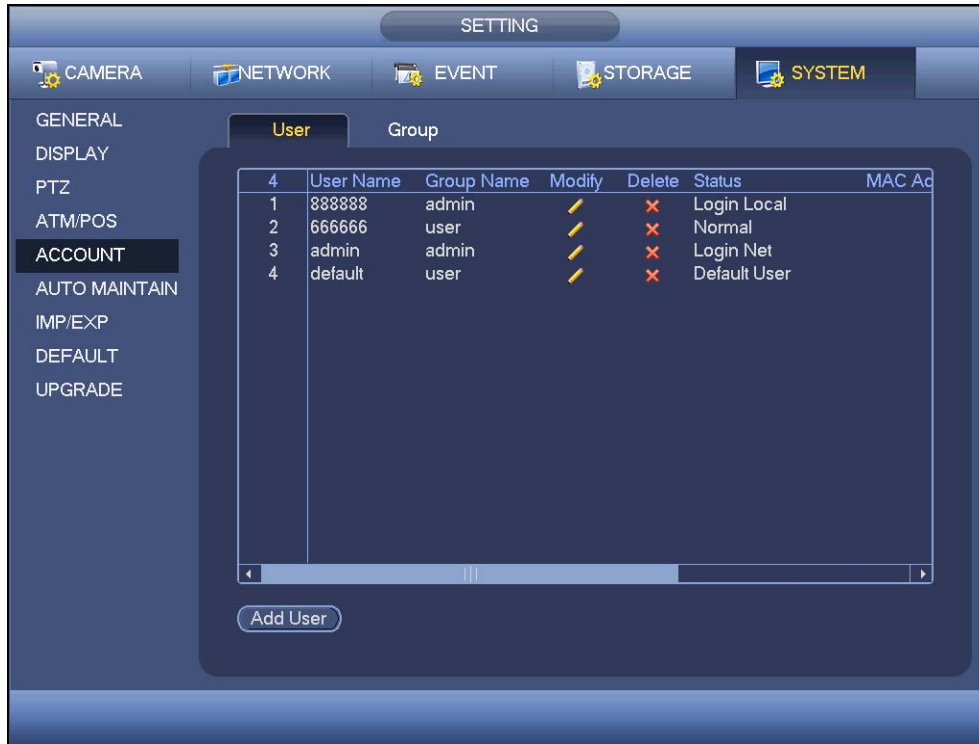 SETTING
CAMERA NETWORK EVENT STORAGE SYSTEM
GENERAL
DISPLAY
PTZ
ATM/POS
ACCOUNT
AUTO MAINTAIN
IMP/EXP
DEFAULT
UPGRADE
User Group
4 User Name Group Name Modify Delete Status MAC Ad
1 888888 admin Login Local
2 666666 user Normal
3 admin admin Login Net
4 default user Default User
Add User